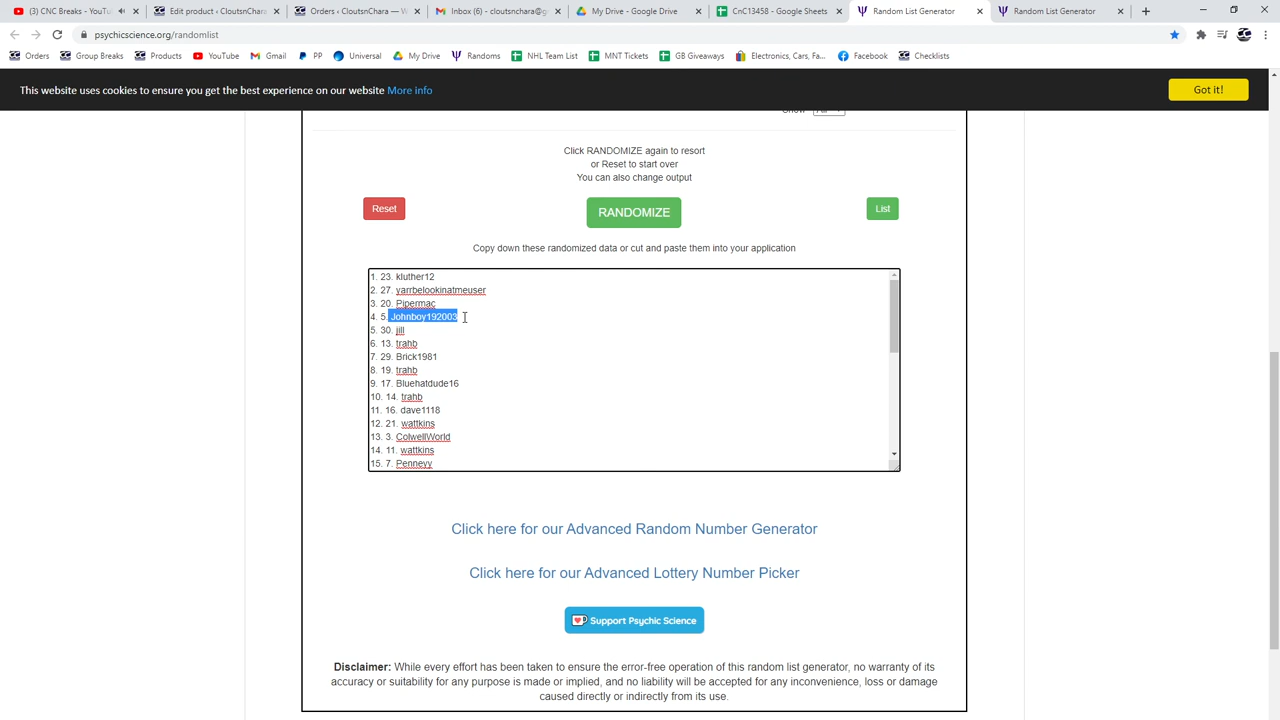 (3) CNC Breaks - YouTu
Edit product ‹ CloutsnChara
Orders ‹ CloutsnChara — W
Inbox (6) - cloutsnchara@g
My Drive - Google Drive
CnC13458 - Google Sheets
Random List Generator
Random List Generator
psychicscience.org/randomlist
Orders
Group Breaks
Products
YouTube
Gmail
PP
Universal
My Drive
Randoms
NHL Team List
MNT Tickets
GB Giveaways
Electronics, Cars, Fa...
Facebook
Checklists
This website uses cookies to ensure you get the best experience on our website More info
Got it!
Click RANDOMIZE again to resort
or Reset to start over
You can also change output
Reset
RANDOMIZE
List
Copy down these randomized data or cut and paste them into your application
1. 23. kluther12
2. 27. yarrbelookinatmeuser
3. 20. Pipermac
4. 5. Johnboy192003
5. 30. jill
6. 13. trahb
7. 29. Brick1981
8. 19. trahb
9. 17. Bluehatdude16
10. 14. trahb
11. 16. dave1118
12. 21. wattkins
13. 3. ColwellWorld
14. 11. wattkins
15. 7. Penneyy
Click here for our Advanced Random Number Generator
Click here for our Advanced Lottery Number Picker
Support Psychic Science
Disclaimer: While every effort has been taken to ensure the error-free operation of this random list generator, no warranty of its
accuracy or suitability for any purpose is made or implied, and no liability will be accepted for any inconvenience, loss or damage
caused directly or indirectly from its use.